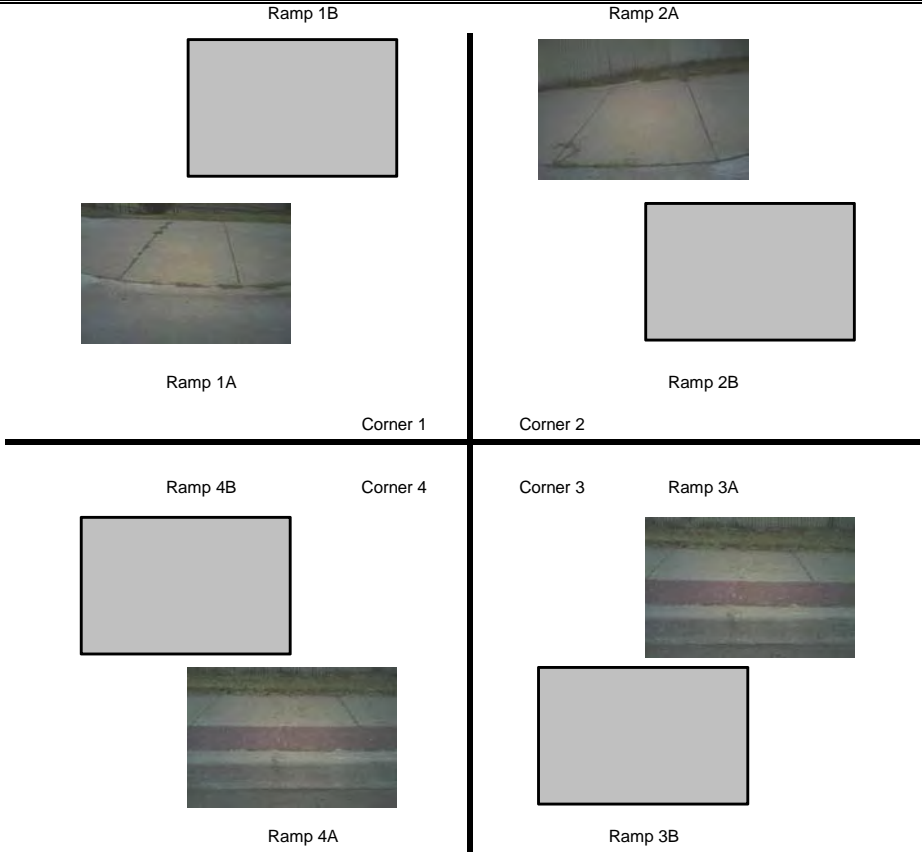 Ramp 1B
Ramp 2A
Ramp 1A
Ramp 2B
Corner 1
Corner 2
Ramp 4B
Corner 4
Corner 3
Ramp 3A
Ramp 4A
Ramp 3B